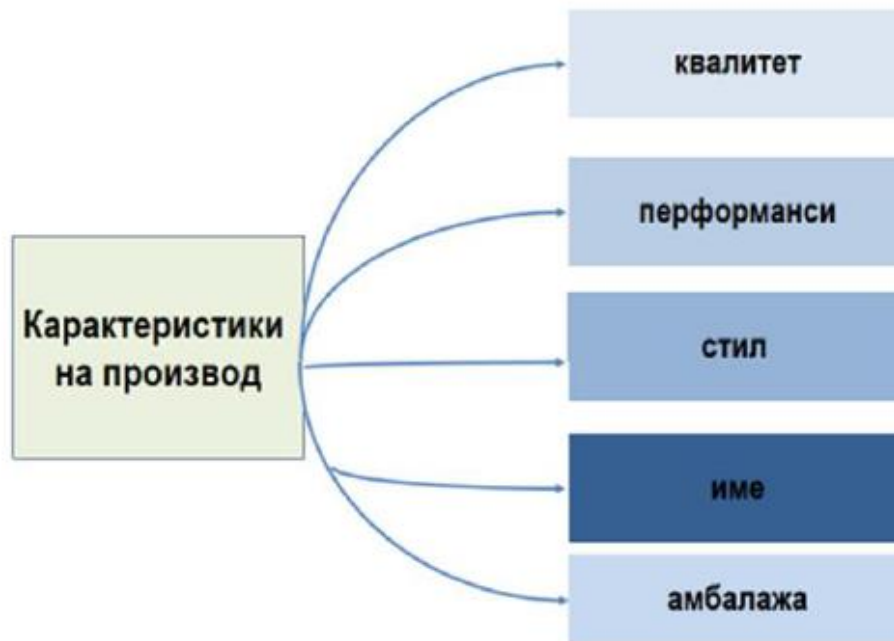 Карактеристики
на производ
квалитет
перформанси
стил
име
амбалажа